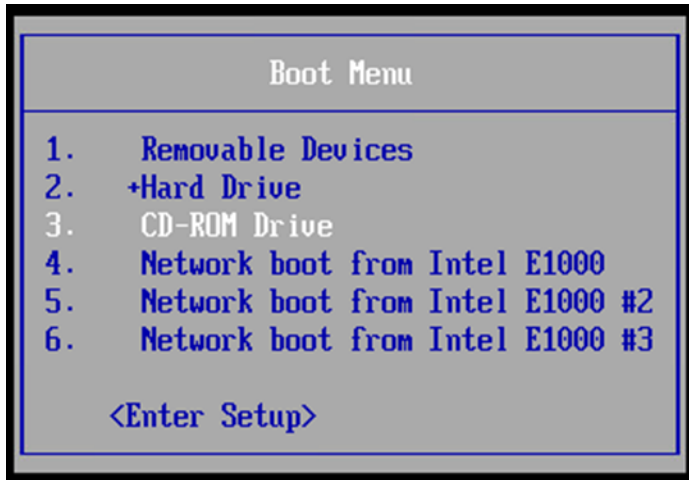 Boot Menu
1. Removable Devices
2. +Hard Drive
3. CD-ROM Drive
4. Network boot from Intel E1000
5. Network boot from Intel E1000 #2
6. Network boot from Intel E1000 #3
<Enter Setup>